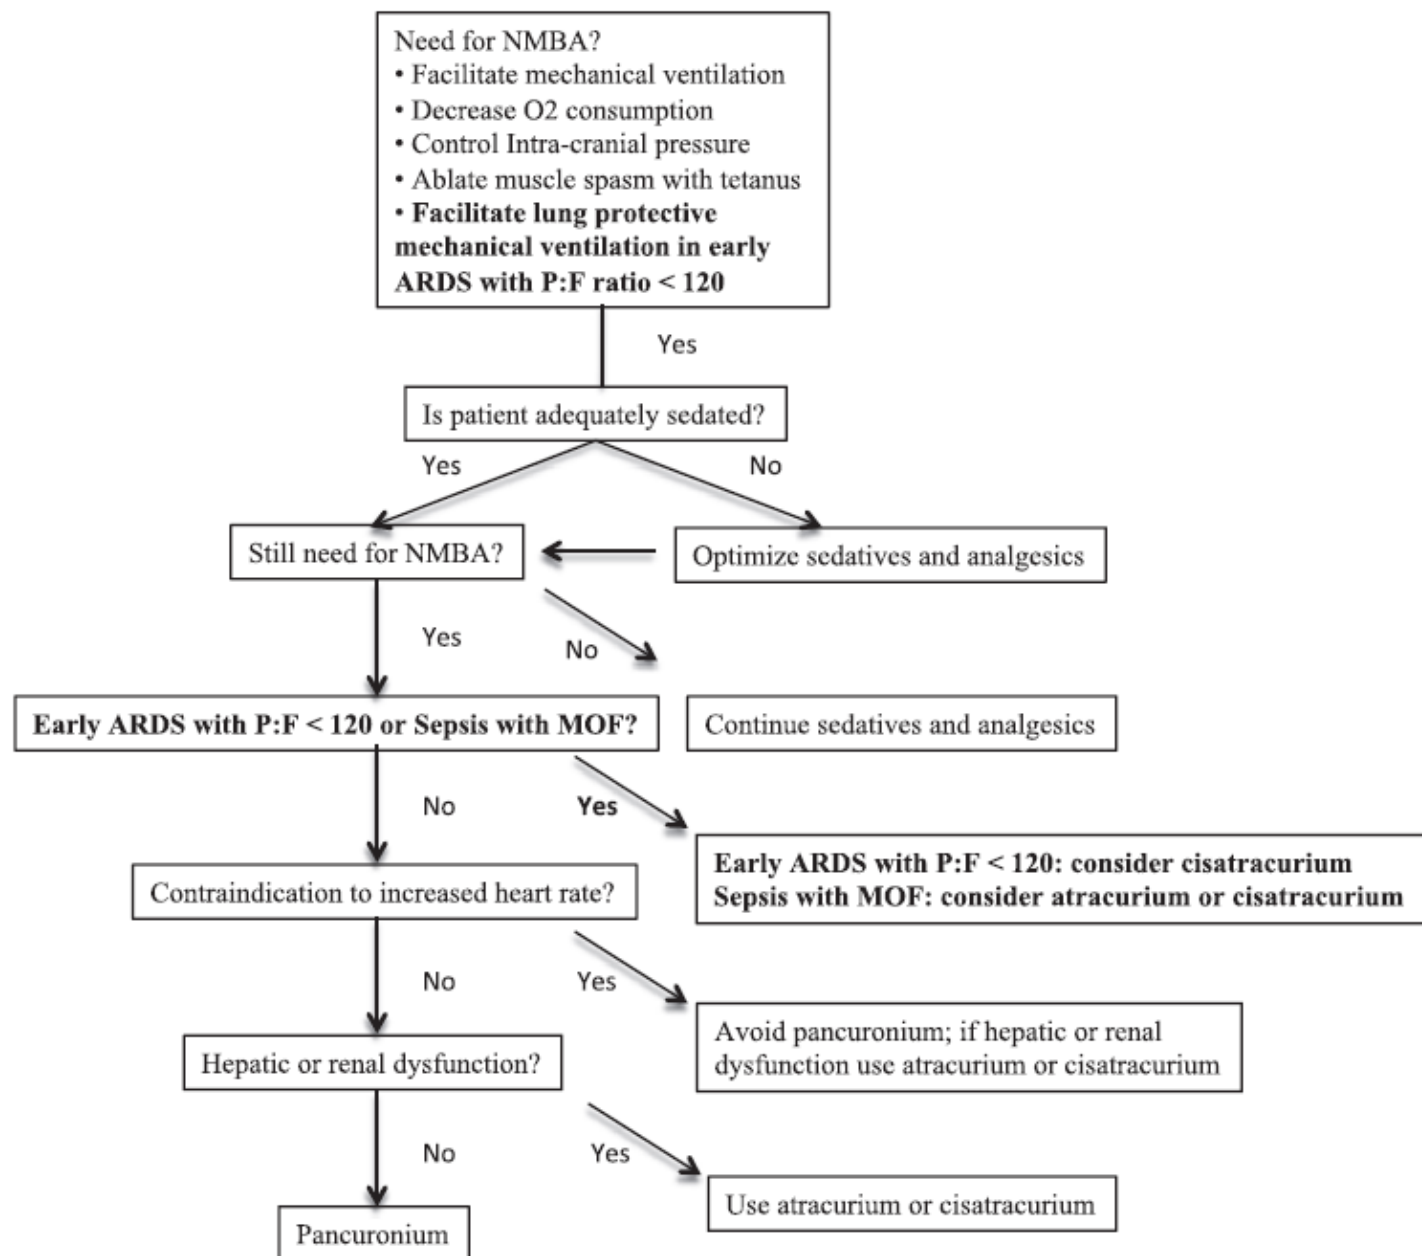 Need for NMBA?
• Facilitate mechanical ventilation
• Decrease O2 consumption
• Control Intra-cranial pressure
• Ablate muscle spasm with tetanus
• Facilitate lung protective
mechanical ventilation in early
ARDS with P:F ratio < 120
Yes
Is patient adequately sedated?
Yes
No
Still need for NMBA?
Optimize sedatives and analgesics
Yes
No
Early ARDS with P:F < 120 or Sepsis with MOF?
Continue sedatives and analgesics
No
Yes
Early ARDS with P:F < 120: consider cisatracurium
Sepsis with MOF: consider atracurium or cisatracurium
Contraindication to increased heart rate?
No
Yes
Avoid pancuronium; if hepatic or renal
dysfunction use atracurium or cisatracurium
Hepatic or renal dysfunction?
No
Yes
Use atracurium or cisatracurium
Pancuronium